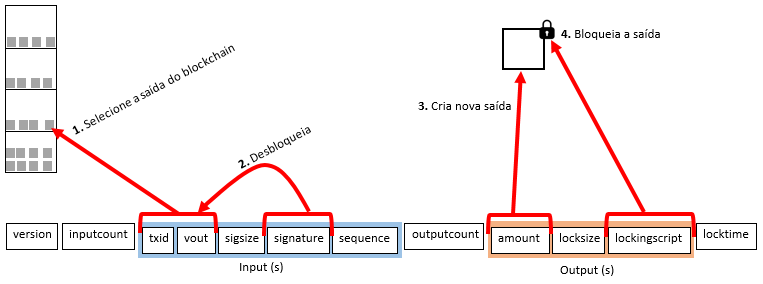 1. Selecione a saída do blockchain
2. Desbloqueia
3. Cria nova saída
4. Bloqueia a saída
version
inputcount
txid
vout
sigsize
signature
sequence
outputcount
amount
locksize
lockingscript
locktime
Input (s)
Output (s)